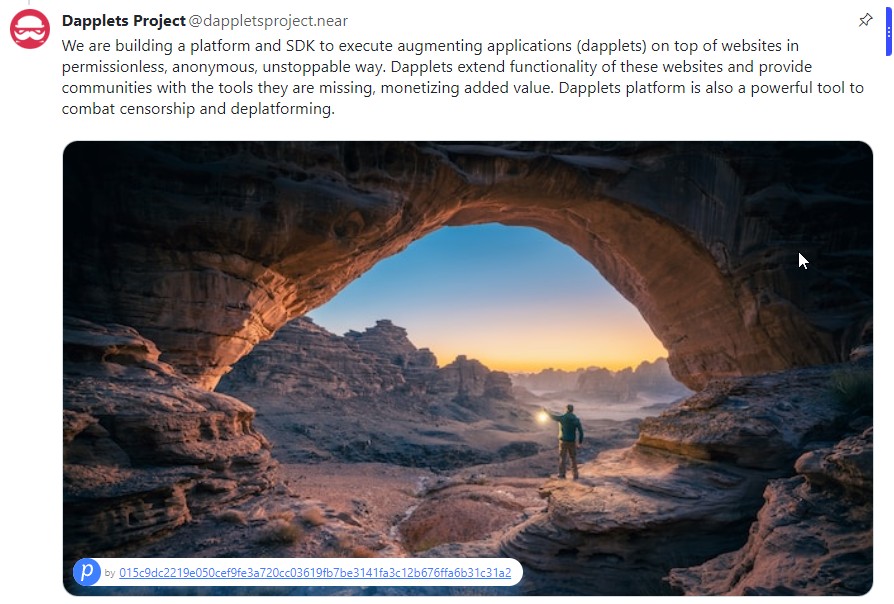 Dapplets Project @dappletsproject.near
We are building a platform and SDK to execute augmenting applications (dapplets) on top of websites in
permissionless, anonymous, unstoppable way. Dapplets extend functionality of these websites and provide
communities with the tools they are missing, monetizing added value. Dapplets platform is also a powerful tool to
combat censorship and deplatforming.
p by 015c9dc2219e050cef9fe3a720cc03619fb7be3141fa3c12b676ffa6b31c31a2